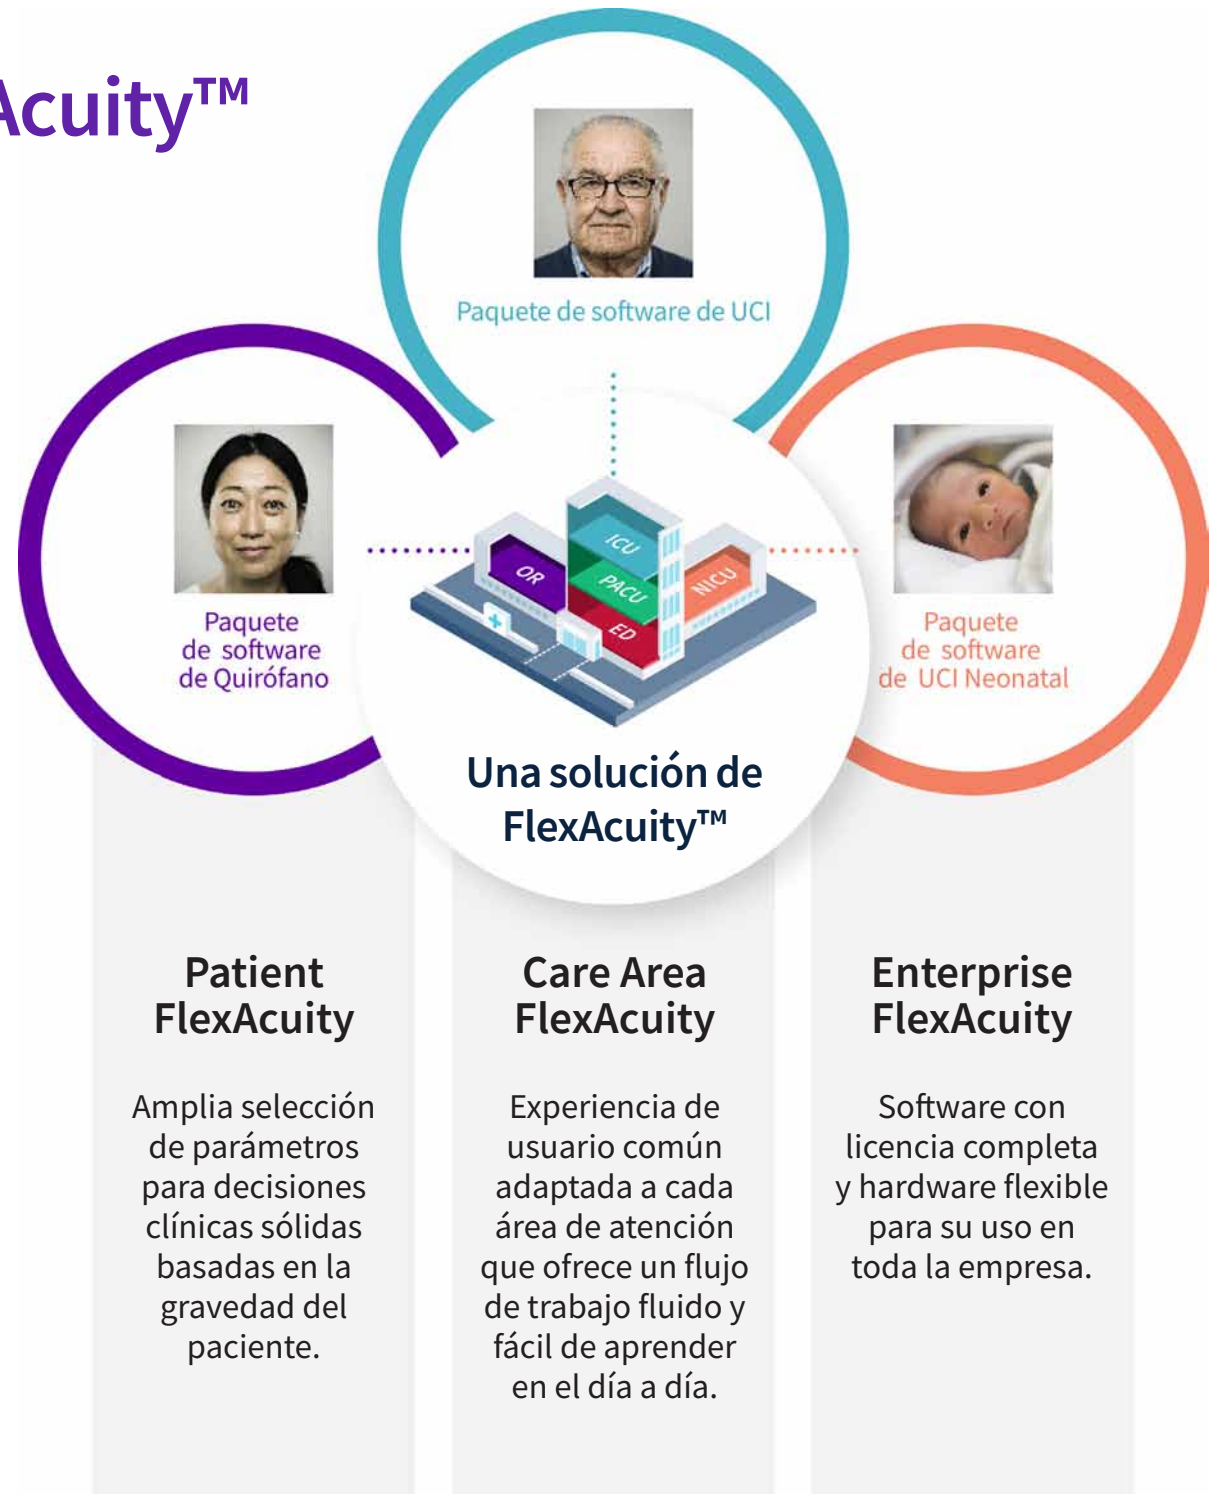 Acuity™
Paquete de software de UCI
Paquete
de software
de Quirófano
Paquete
de software
de UCI Neonatal
ICU
OR
PACU
NICU
ED
Una solución de
FlexAcuity™
Patient
FlexAcuity
Amplia selección
de parámetros
para decisiones
clínicas sólidas
basadas en la
gravedad del
paciente.
Care Area
FlexAcuity
Experiencia de
usuario común
adaptada a cada
área de atención
que ofrece un flujo
de trabajo fluido y
fácil de aprender
en el día a día.
Enterprise
FlexAcuity
Software con
licencia completa
y hardware flexible
para su uso en
toda la empresa.